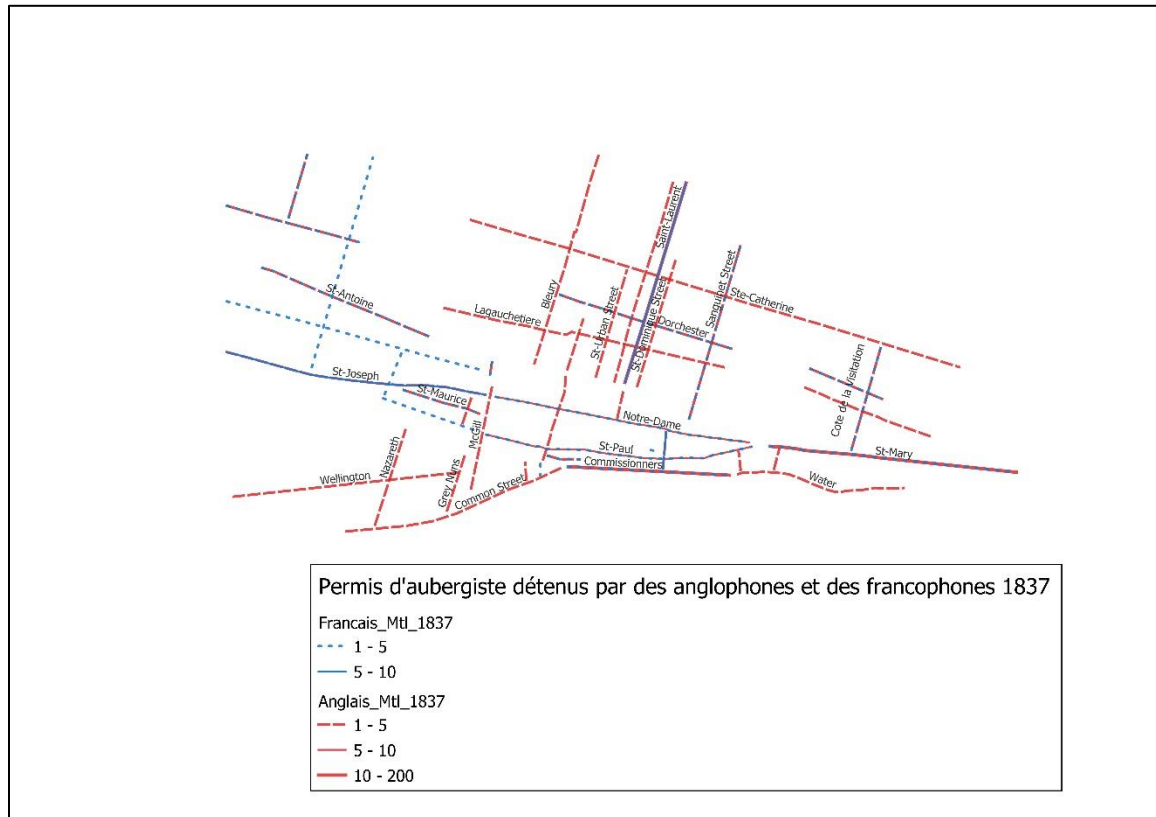 Saint-Laurent
St-Antoine
Bleury
Lagauchetiere
St-Urban Street
St-Dominique Street
Dorchester
Sanguinet Street
Ste-Catherine
St-Joseph
St-Maurice
McGill
Notre-Dame
St-Paul
Commissionners
Cote de la Visitation
St-Mary
Nazareth
Wellington
Grey Nuns
Common Street
Water
Permis d'aubergiste détenus par des anglophones et des francophones 1837
Francais_Mtl_1837
1 - 5
5 - 10
Anglais_Mtl_1837
1 - 5
5 - 10
10 - 200